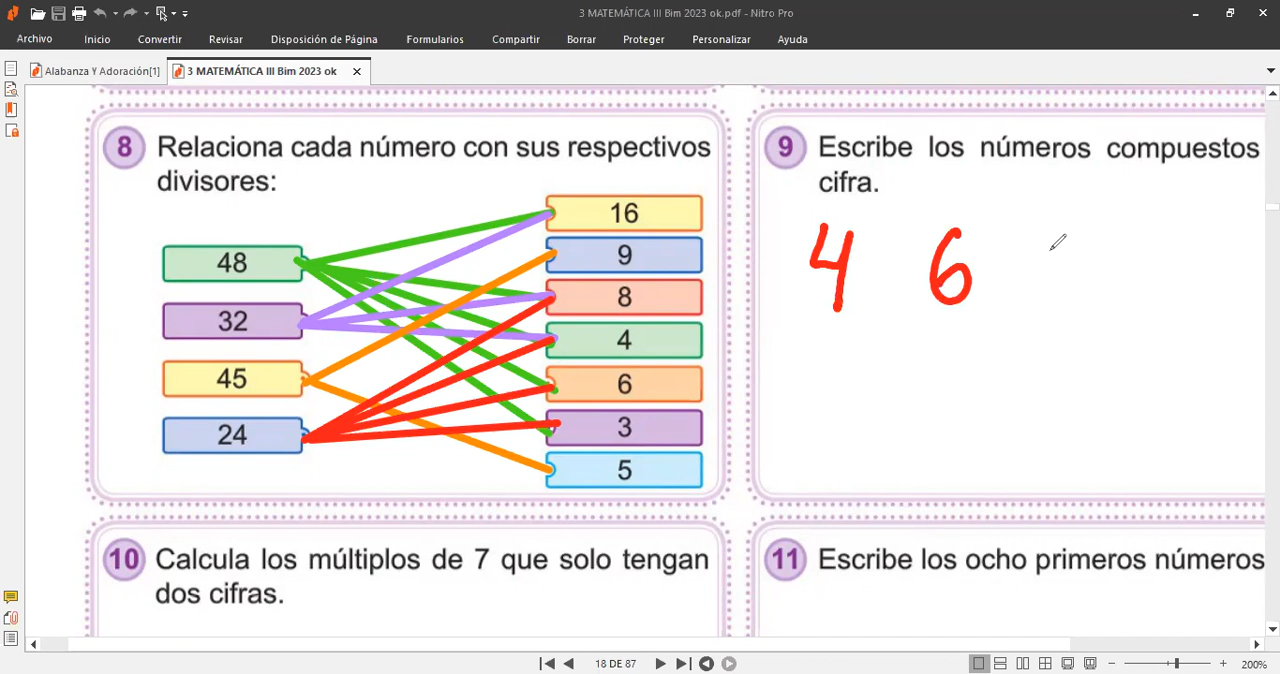 3 MATEMÁTICA III Bim 2023 ok.pdf - Nitro Pro
Archivo Inicio Convertir Revisar Disposición de Página Formularios Compartir Borrar Proteger Personalizar Ayuda
Alabanza Y Adoración[1] 3 MATEMÁTICA III Bim 2023 ok
8 Relaciona cada número con sus respectivos
divisores:
48
32
45
24
16
9
8
4
6
3
5
9 Escribe los números compuestos
cifra.
4 6
10 Calcula los múltiplos de 7 que solo tengan
dos cifras.
11 Escribe los ocho primeros números
18 DE 87
200%